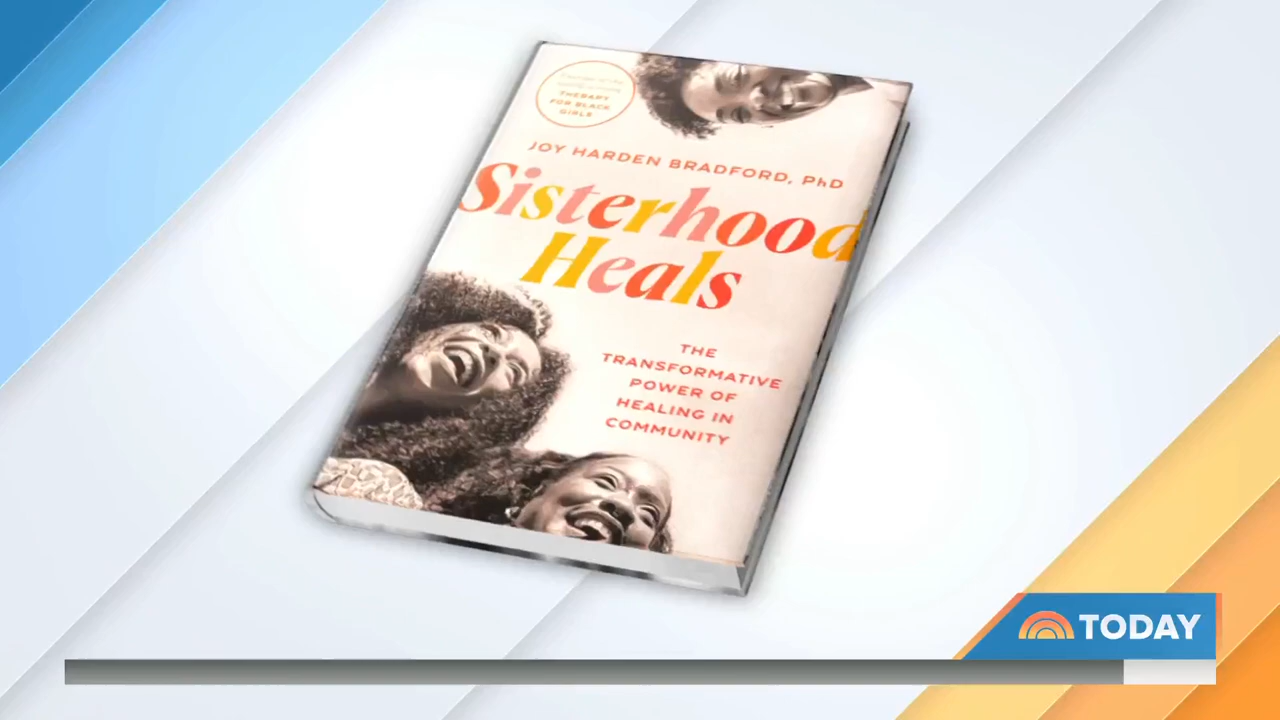 THERAPY
FOR BLACK
GIRLS
JOY HARDEN BRADFORD, PhD
Sisterhood
Heals
THE
TRANSFORMATIVE
POWER OF
HEALING IN
COMMUNITY
TODAY